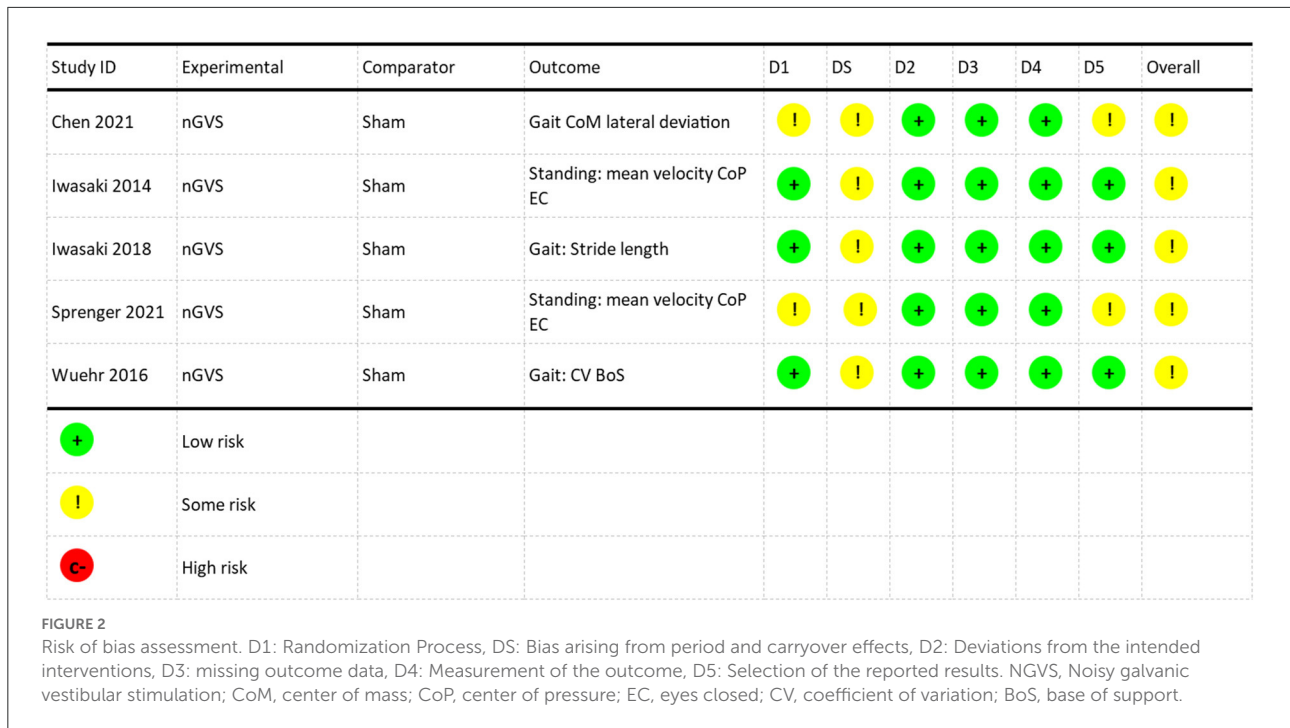 Study ID Experimental Comparator Outcome D1 DS D2 D3 D4 D5 Overall
Chen 2021 nGVS Sham Gait CoM lateral deviation ! ! + + + ! !
Iwasaki 2014 nGVS Sham Standing: mean velocity CoP EC + ! + + + + !
Iwasaki 2018 nGVS Sham Gait: Stride length + ! + + + + !
Sprenger 2021 nGVS Sham Standing: mean velocity CoP EC ! ! + + + ! !
Wuehr 2016 nGVS Sham Gait: CV BoS + ! + + + + !
+ Low risk
! Some risk
c- High risk
FIGURE 2
Risk of bias assessment. D1: Randomization Process, DS: Bias arising from period and carryover effects, D2: Deviations from the intended
interventions, D3: missing outcome data, D4: Measurement of the outcome, D5: Selection of the reported results. NGVS, Noisy galvanic
vestibular stimulation; CoM, center of mass; CoP, center of pressure; EC, eyes closed; CV, coefficient of variation; BoS, base of support.